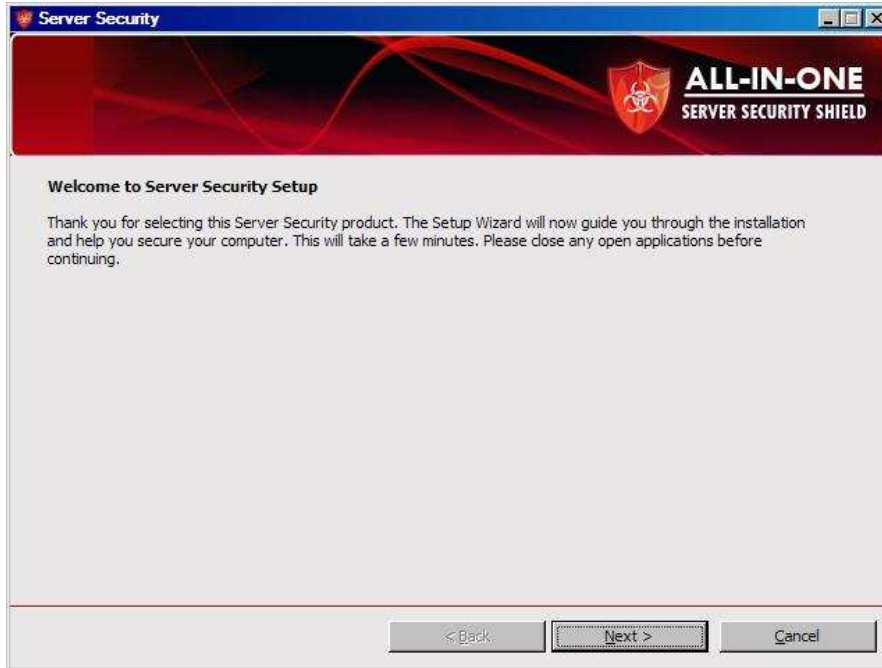 Server Security
ALL-IN-ONE
SERVER SECURITY SHIELD
Welcome to Server Security Setup
Thank you for selecting this Server Security product. The Setup Wizard will now guide you through the installation
and help you secure your computer. This will take a few minutes. Please close any open applications before
continuing.
< Back
Next >
Cancel